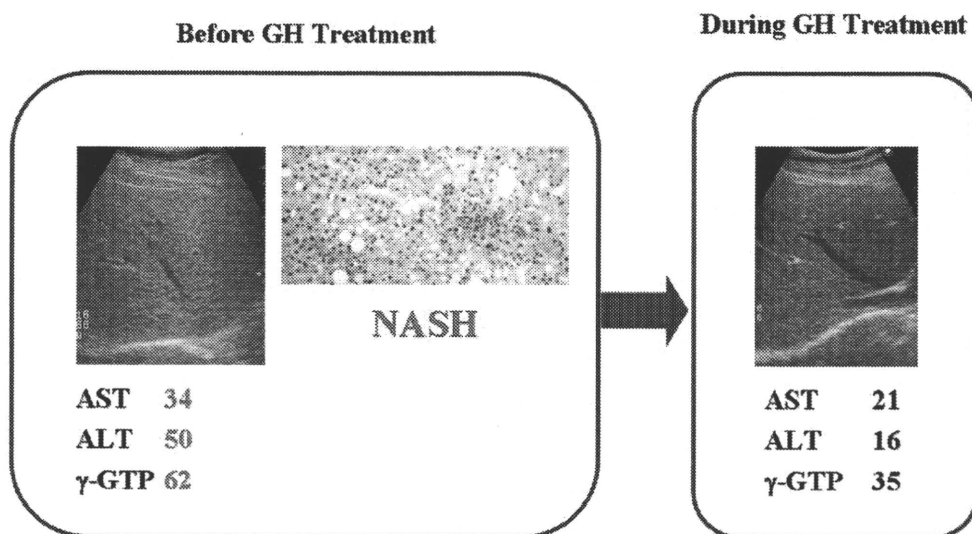 Before GH Treatment
During GH Treatment
NASH
AST 34
ALT 50
γ-GTP 62
AST 21
ALT 16
γ-GTP 35